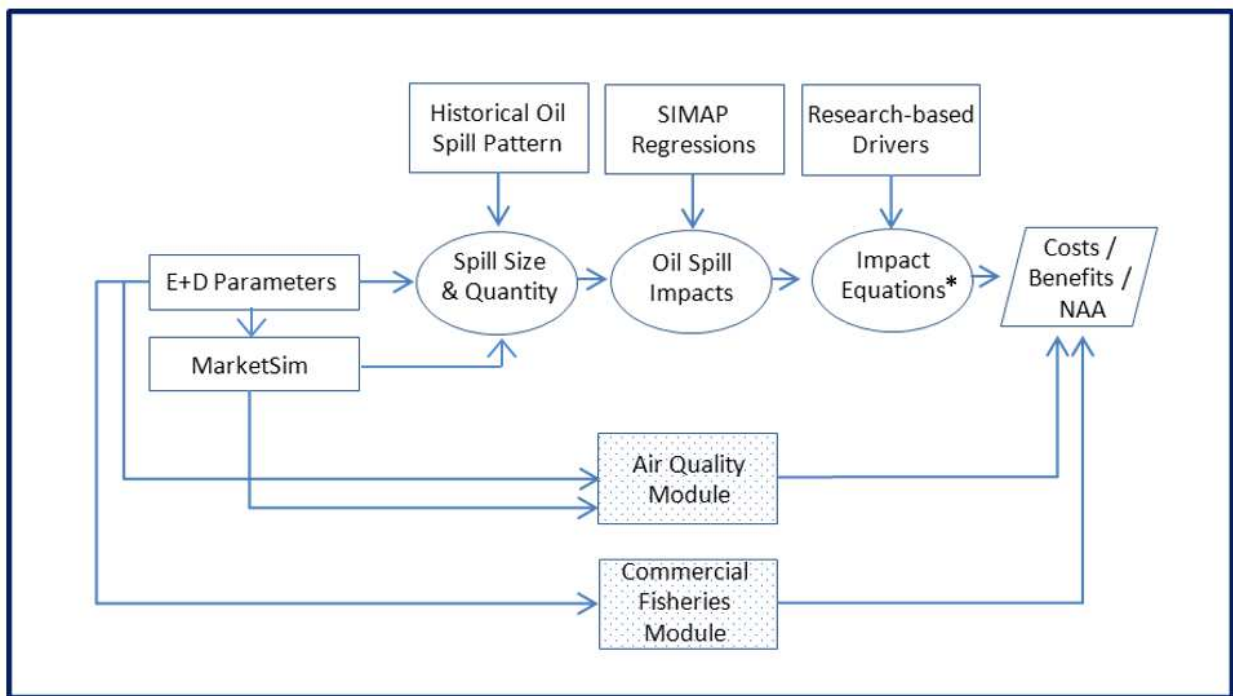 Historical Oil
Spill Pattern
SIMAP
Regressions
Research-based
Drivers
E+D Parameters
Spill Size
& Quantity
Oil Spill
Impacts
Impact
Equations*
Costs /
Benefits /
NAA
MarketSim
Air Quality
Module
Commercial
Fisheries
Module